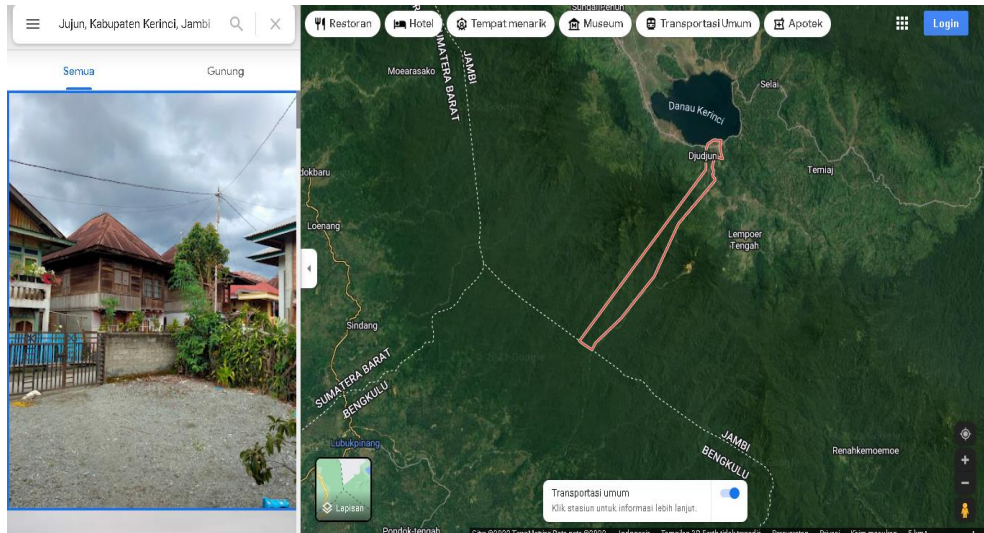 Jujun, Kabupaten Kerinci, Jambi
Restoran
Hotel
Tempat menarik
Museum
Transportasi Umum
Apotek
Login
Semua
Gunung
SUMATERA BARAT
JAMBI
Moearasako
Selai
Danau Kerinci
Djudjun
Temiaj
dokbaru
Loenang
Lempoer
Tengah
Sindang
SUMATERA BARAT
BENGKULU
Lubukpinang
JAMBI
BENGKULU
Renahkemoemoe
Lapisan
Transportasi umum
Klik stasiun untuk informasi lebih lanjut.
Pondok-tengah